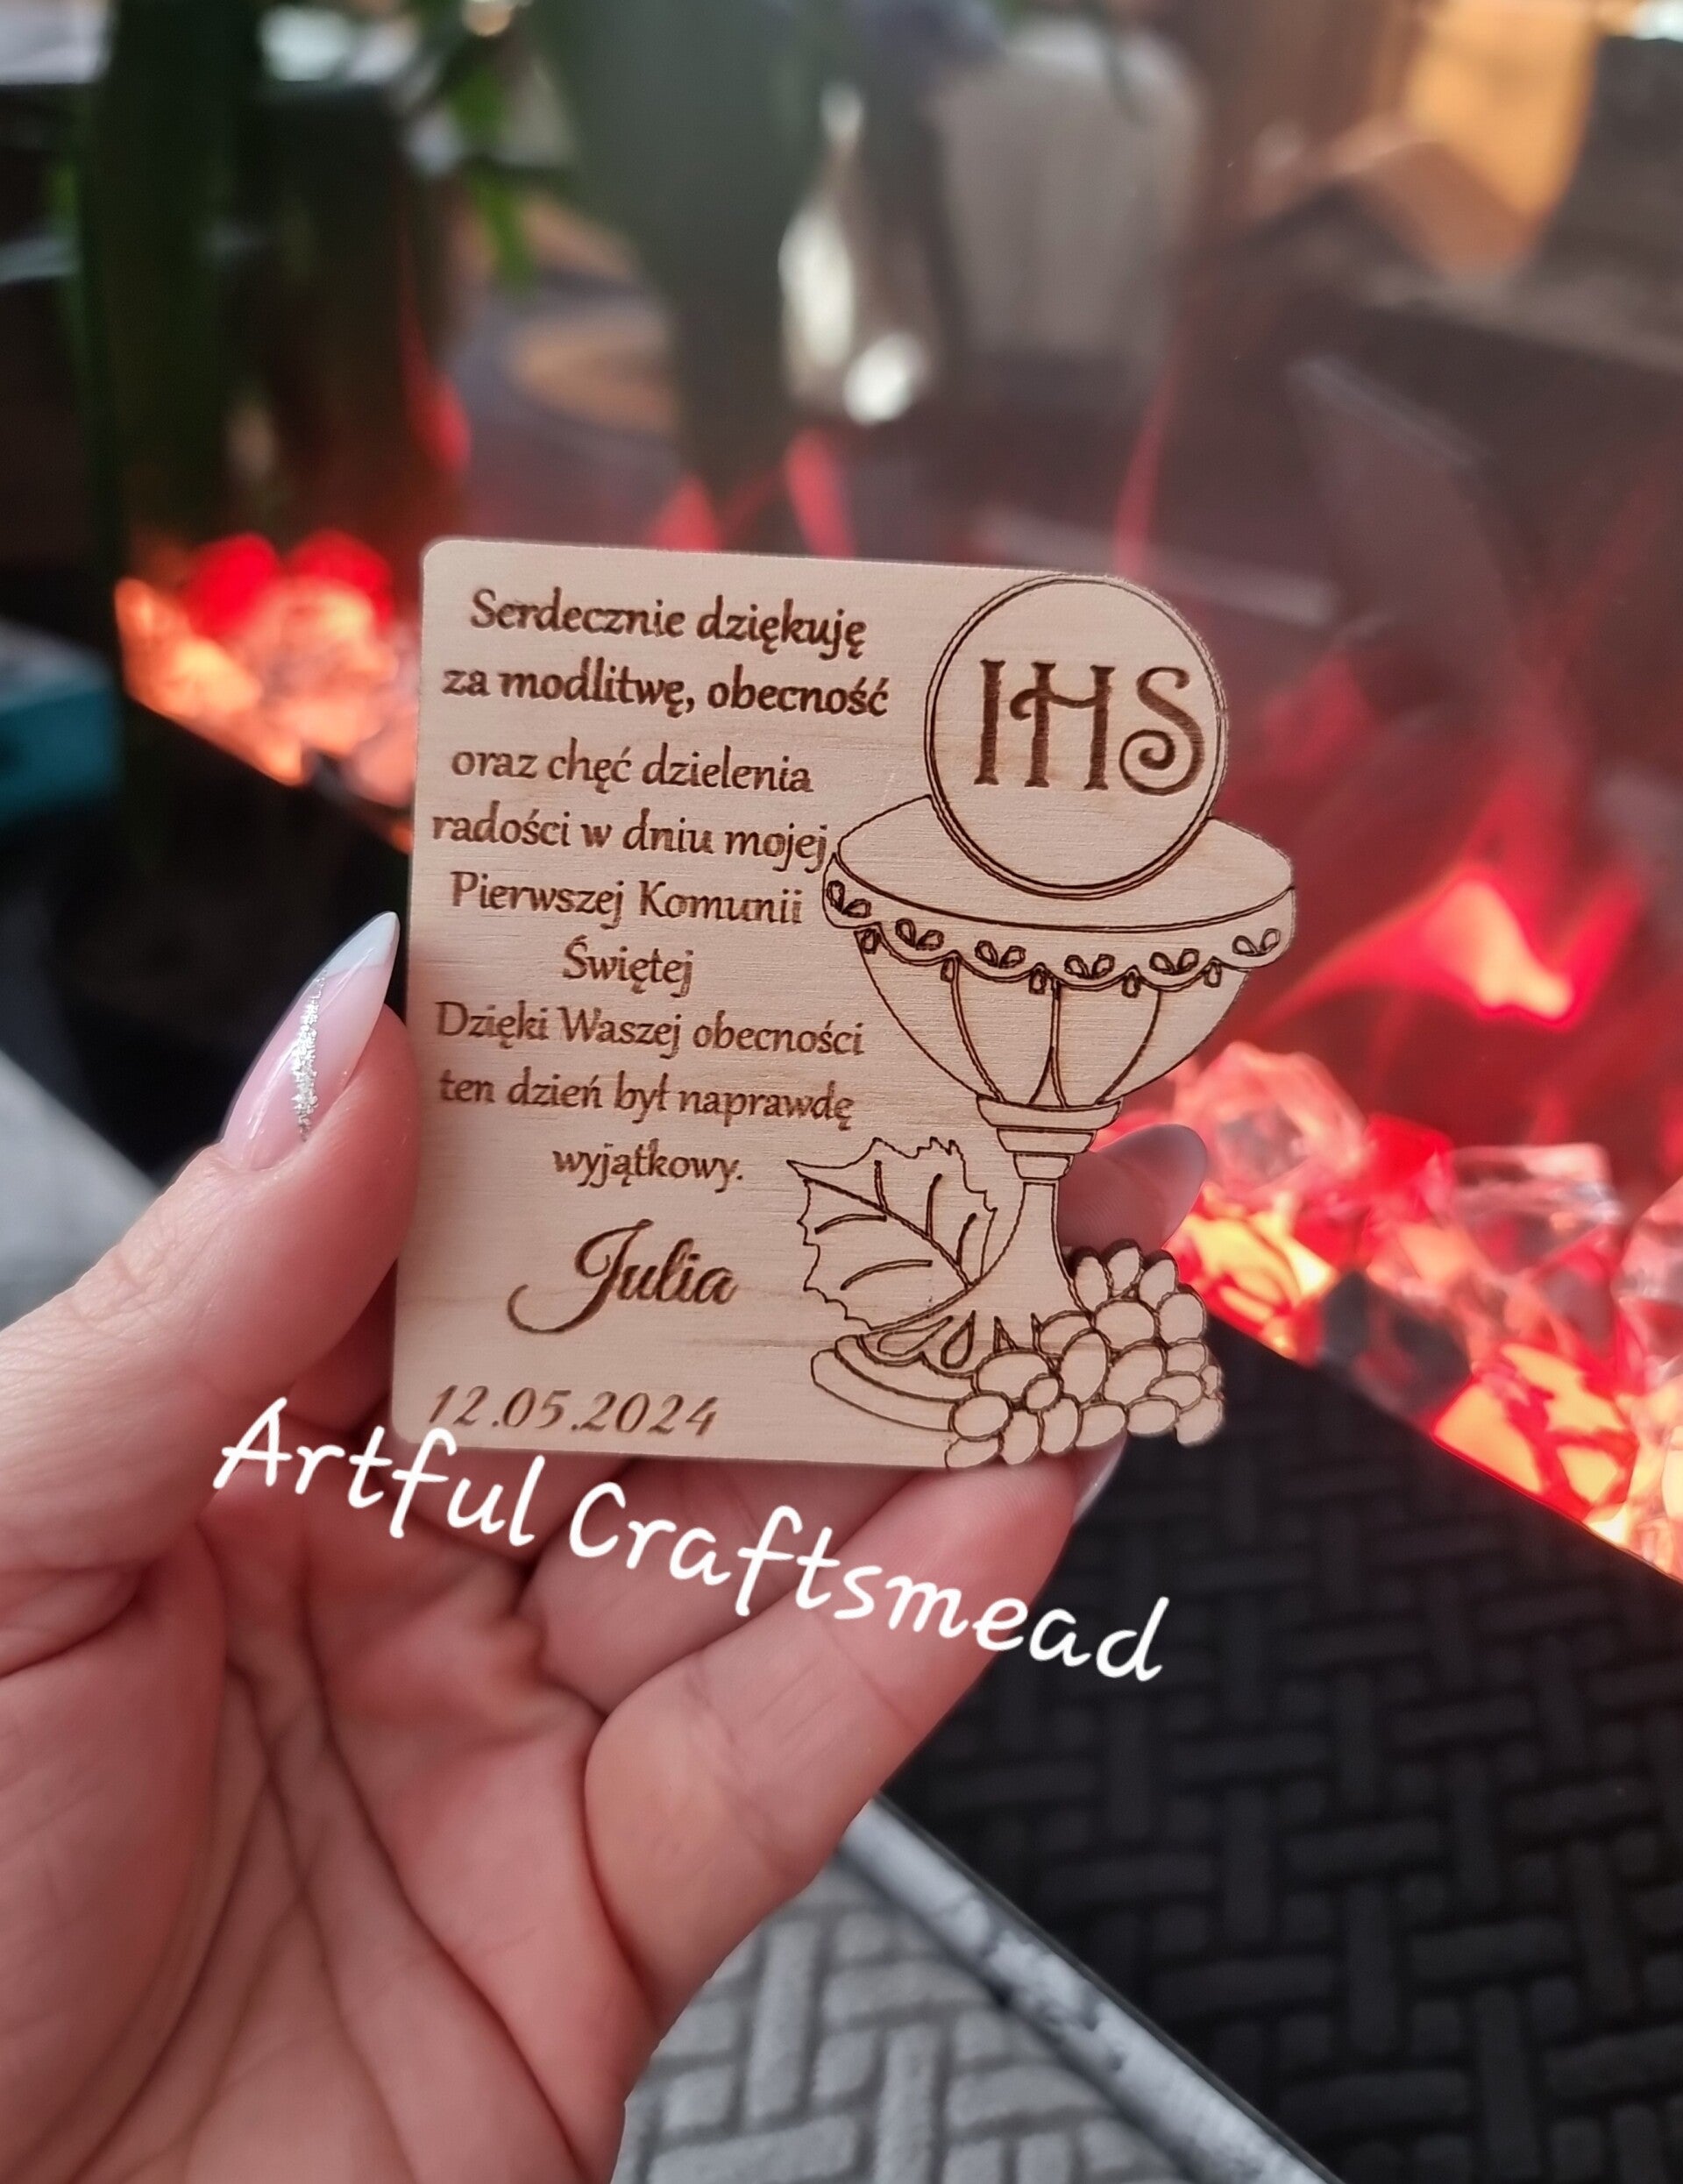 Serdecznie dziękuję
za modlitwę, obecność
oraz chęć dzielenia
radości w dniu mojej
Pierwszej Komunii
Świętej
Dzięki Waszej obecności
ten dzień był naprawdę
wyjątkowy.
Julia
12.05.2024
IHS
Artful Craftsmead